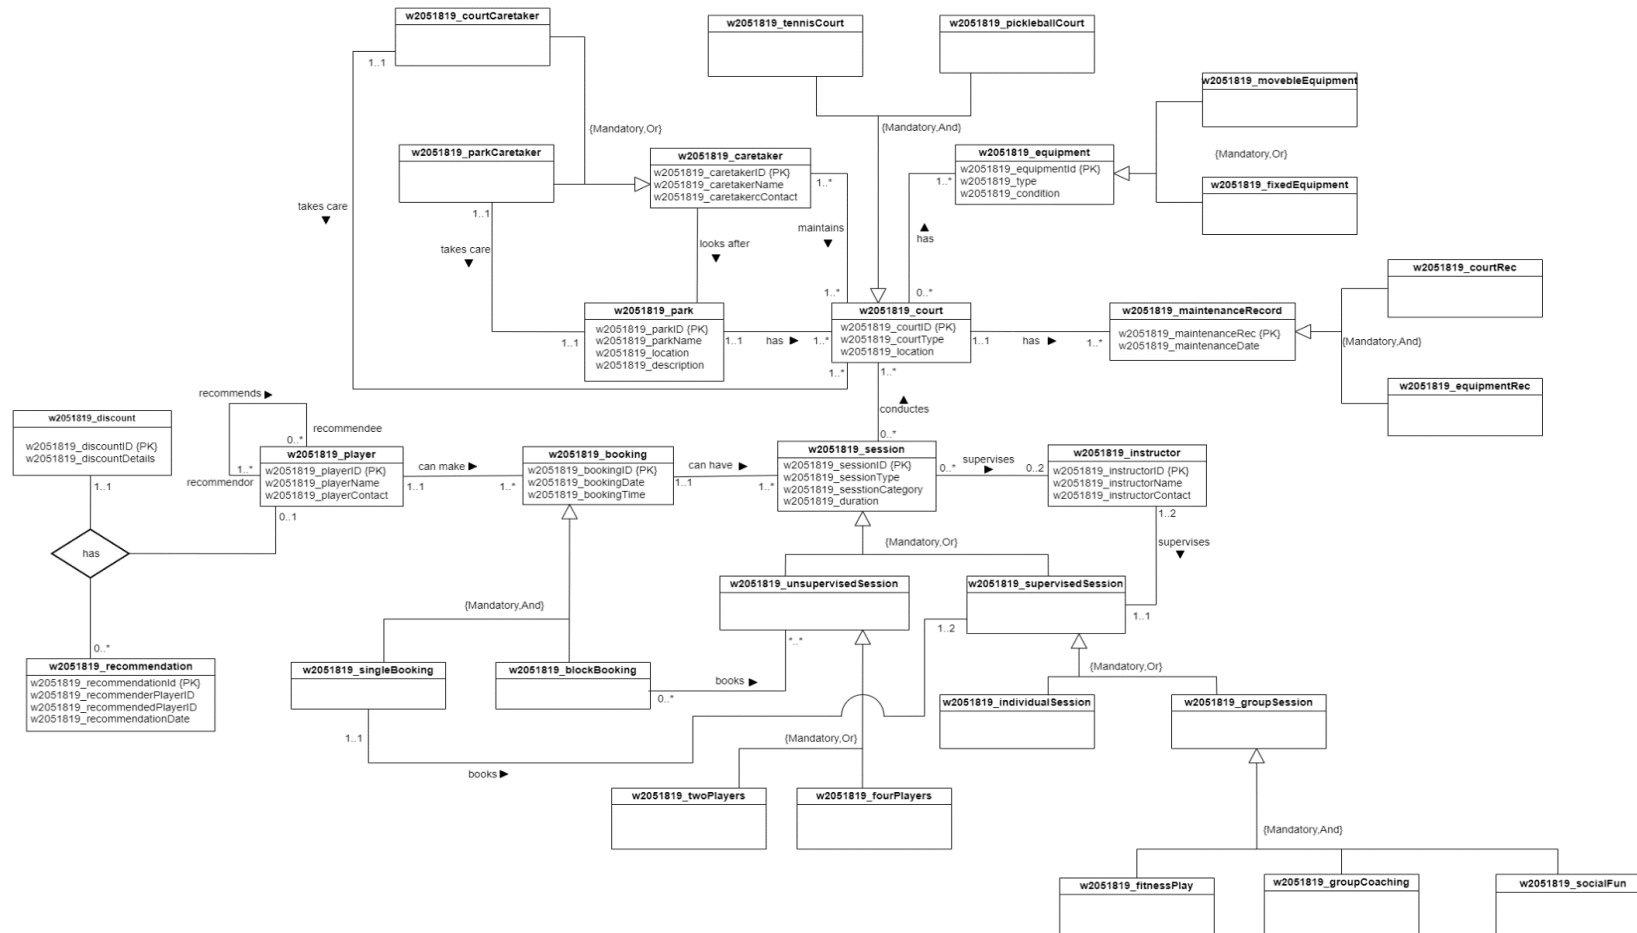 w2051819_courtCaretaker
1..1
w2051819_tennisCourt
w2051819_pickleballCourt
w2051819_movebleEquipment
{Mandatory,Or}
{Mandatory,And}
w2051819_parkCaretaker
1..1
w2051819_caretaker
w2051819_caretakerID {PK}
w2051819_caretakerName
w2051819_caretakercContact
1..*
w2051819_equipment
w2051819_equipmentId {PK}
w2051819_type
w2051819_condition
1..*
{Mandatory,Or}
w2051819_fixedEquipment
takes care
takes care
looks after
maintains
has
w2051819_courtRec
1..*
0..*
w2051819_park
w2051819_parkID {PK}
w2051819_parkName
w2051819_location
w2051819_description
1..1
1..1
has
1..*
w2051819_court
w2051819_courtID {PK}
w2051819_courtType
w2051819_location
1..*
1..*
1..1
has
1..*
w2051819_maintenanceRecord
w2051819_maintenanceRec {PK}
w2051819_maintenanceDate
{Mandatory,And}
w2051819_equipmentRec
recommends
recommendee
0..*
1..*
recommendor
conductes
0..*
w2051819_discount
w2051819_discountID {PK}
w2051819_discountDetails
1..1
w2051819_player
w2051819_playerID {PK}
w2051819_playerName
w2051819_playerContact
0..1
can make
1..1
1..*
w2051819_booking
w2051819_bookingID {PK}
w2051819_bookingDate
w2051819_bookingTime
can have
1..1
1..*
w2051819_session
w2051819_sessionID {PK}
w2051819_sessionType
w2051819_sesstionCategory
w2051819_duration
supervises
0..*
0..2
w2051819_instructor
w2051819_instructorID {PK}
w2051819_instructorName
w2051819_instructorContact
1..2
supervises
has
{Mandatory,Or}
w2051819_unsupervisedSession
w2051819_supervisedSession
1..1
1..2
{Mandatory,And}
0..*
*..*
w2051819_recommendation
w2051819_recommendationId {PK}
w2051819_recommenderPlayerID
w2051819_recommendedPlayerID
w2051819_recommendationDate
w2051819_singleBooking
w2051819_blockBooking
books
0..*
{Mandatory,Or}
w2051819_individualSession
w2051819_groupSession
1..1
{Mandatory,Or}
books
w2051819_twoPlayers
w2051819_fourPlayers
{Mandatory,And}
w2051819_fitnessPlay
w2051819_groupCoaching
w2051819_socialFun